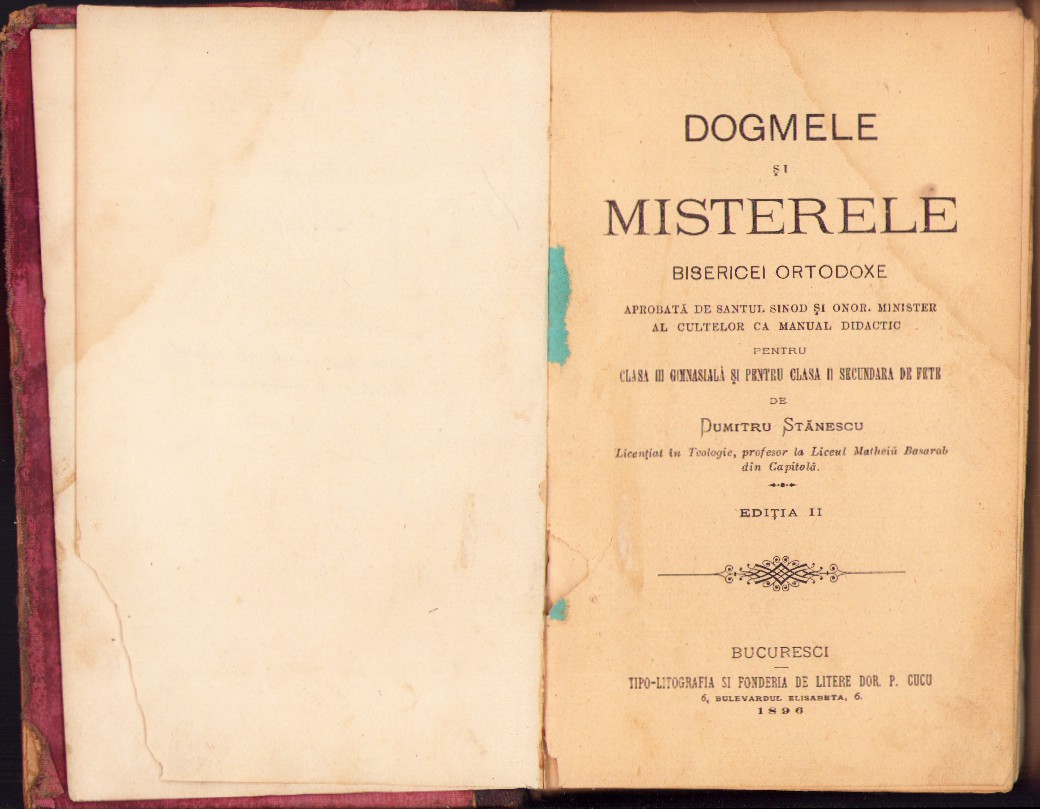 DOGMELE
ŞI
MISTERELE
BISERICEI ORTODOXE
APROBATĂ DE SANTUL SINOD ŞI ONOR. MINISTER
AL CULTELOR CA MANUAL DIDACTIC
PENTRU
CLASA III GIMNASIALĂ ŞI PENTRU CLASA II SECUNDARA DE FETE
DE
DUMITRU STĂNESCU
Licenţiat în Teologie, profesor la Liceul Matheiŭ Basarab
din Capitolă.
EDIŢIA II
BUCURESCI
TIPO-LITOGRAFIA SI FONDERIA DE LITERE DOR. P. CUCU
6, BULEVARDUL ELISABETA, 6.
1896